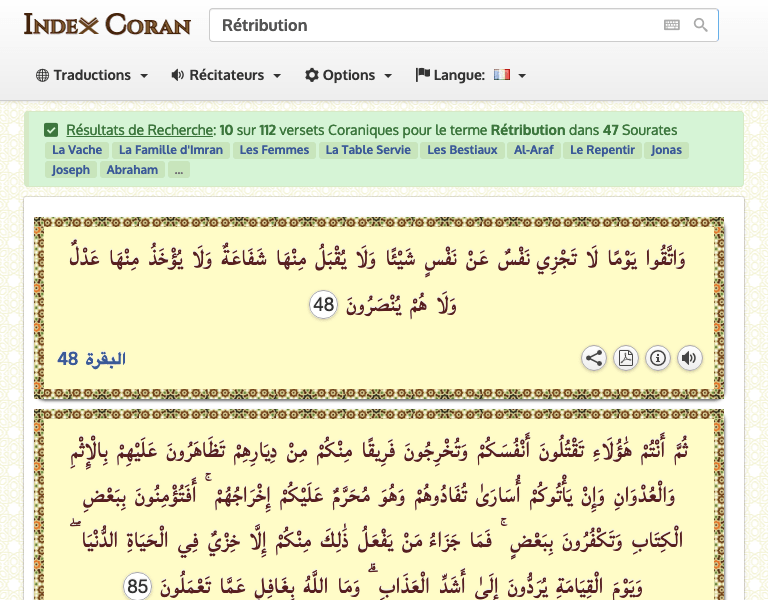 INDEX CORAN
Rétribution
Traductions Récitateurs Options Langue:
Résultats de Recherche: 10 sur 112 versets Coraniques pour le terme Rétribution dans 47 Sourates
La Vache La Famille d'Imran Les Femmes La Table Servie Les Bestiaux Al-Araf Le Repentir Jonas
Joseph Abraham ...
وَاتَّقُوا يَوْمًا لَا تَجْزِي نَفْسٌ عَنْ نَفْسٍ شَيْئًا وَلَا يُقْبَلُ مِنْهَا شَفَاعَةٌ وَلَا يُؤْخَذُ مِنْهَا عَدْلٌ
وَلَا هُمْ يُنْصَرُونَ 48
البقرة 48
ثُمَّ أَنْتُمْ هَٰؤُلَاءِ تَقْتُلُونَ أَنْفُسَكُمْ وَتُخْرِجُونَ فَرِيقًا مِنْكُمْ مِنْ دِيَارِهِمْ تَظَاهَرُونَ عَلَيْهِمْ بِالْإِثْمِ
وَالْعُدْوَانِ وَإِنْ يَأْتُوكُمْ أُسَارَىٰ تُفَادُوهُمْ وَهُوَ مُحَرَّمٌ عَلَيْكُمْ إِخْرَاجُهُمْ ۚ أَفَتُؤْمِنُونَ بِبَعْضِ
الْكِتَابِ وَتَكْفُرُونَ بِبَعْضٍ ۚ فَمَا جَزَاءُ مَنْ يَفْعَلُ ذَٰلِكَ مِنْكُمْ إِلَّا خِزْيٌ فِي الْحَيَاةِ الدُّنْيَا ۖ
وَيَوْمَ الْقِيَامَةِ يُرَدُّونَ إِلَىٰ أَشَدِّ الْعَذَابِ ۗ وَمَا اللَّهُ بِغَافِلٍ عَمَّا تَعْمَلُونَ 85